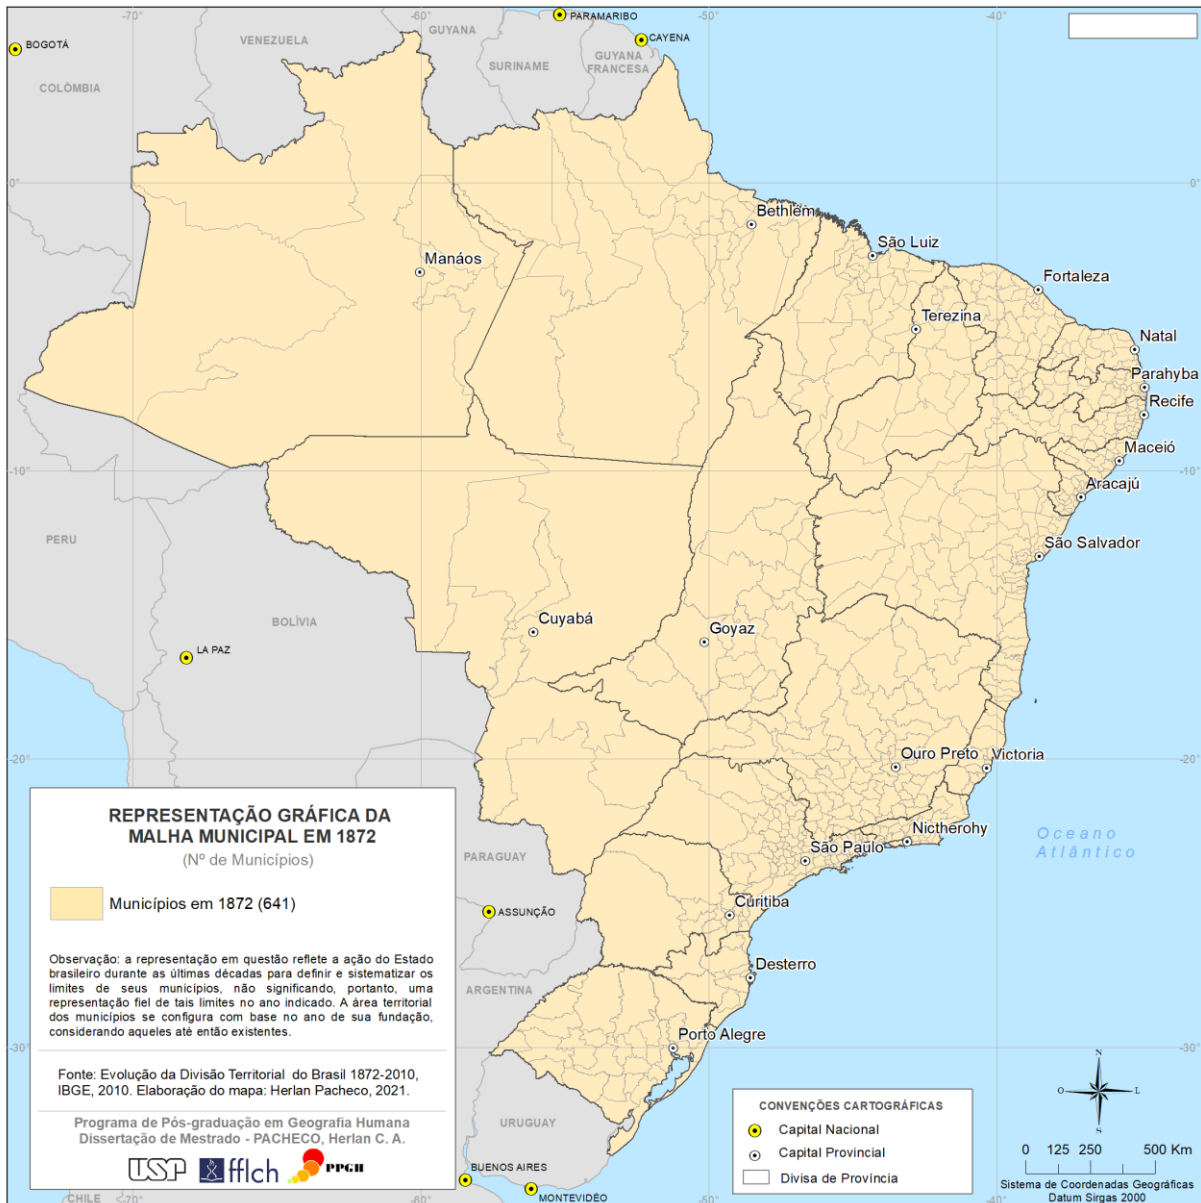 -70°
-60°
-50°
-40°
PARAMARIBO
GUYANA
CAYENA
BOGOTÁ
VENEZUELA
GUYANA
FRANCESA
SURINAME
COLÔMBIA
0°
0°
Bethlém
São Luiz
Manáos
Fortaleza
Terezina
Natal
Parahyba
Recife
Maceió
-10°
-10°
Aracajú
PERU
São Salvador
BOLÍVIA
Cuyabá
Goyaz
LA PAZ
Ouro Preto
Victoria
-20°
-20°
REPRESENTAÇÃO GRÁFICA DA
MALHA MUNICIPAL EM 1872
(Nº de Municípios)
Municípios em 1872 (641)
Observação: a representação em questão reflete a ação do Estado
brasileiro durante as últimas décadas para definir e sistematizar os
limites de seus municípios, não significando, portanto, uma
representação fiel de tais limites no ano indicado. A área territorial
dos municípios se configura com base no ano de sua fundação,
considerando aqueles até então existentes.
Fonte: Evolução da Divisão Territorial do Brasil 1872-2010,
IBGE, 2010. Elaboração do mapa: Herlan Pacheco, 2021.
Programa de Pós-graduação em Geografia Humana
Dissertação de Mestrado - PACHECO, Herlan C. A.
USP
fflch
PPGH
Nictherohy
São Paulo
Oceano
Atlântico
PARAGUAY
ASSUNÇÃO
Curitiba
Desterro
ARGENTINA
Porto Alegre
-30°
-30°
URUGUAY
BUENOS AIRES
MONTEVIDÉO
CHILE
-70°
-60°
-50°
-40°
CONVENÇÕES CARTOGRÁFICAS
Capital Nacional
Capital Provincial
Divisa de Província
N
O
L
S
0 125 250 500 Km
Sistema de Coordenadas Geográficas
Datum Sirgas 2000